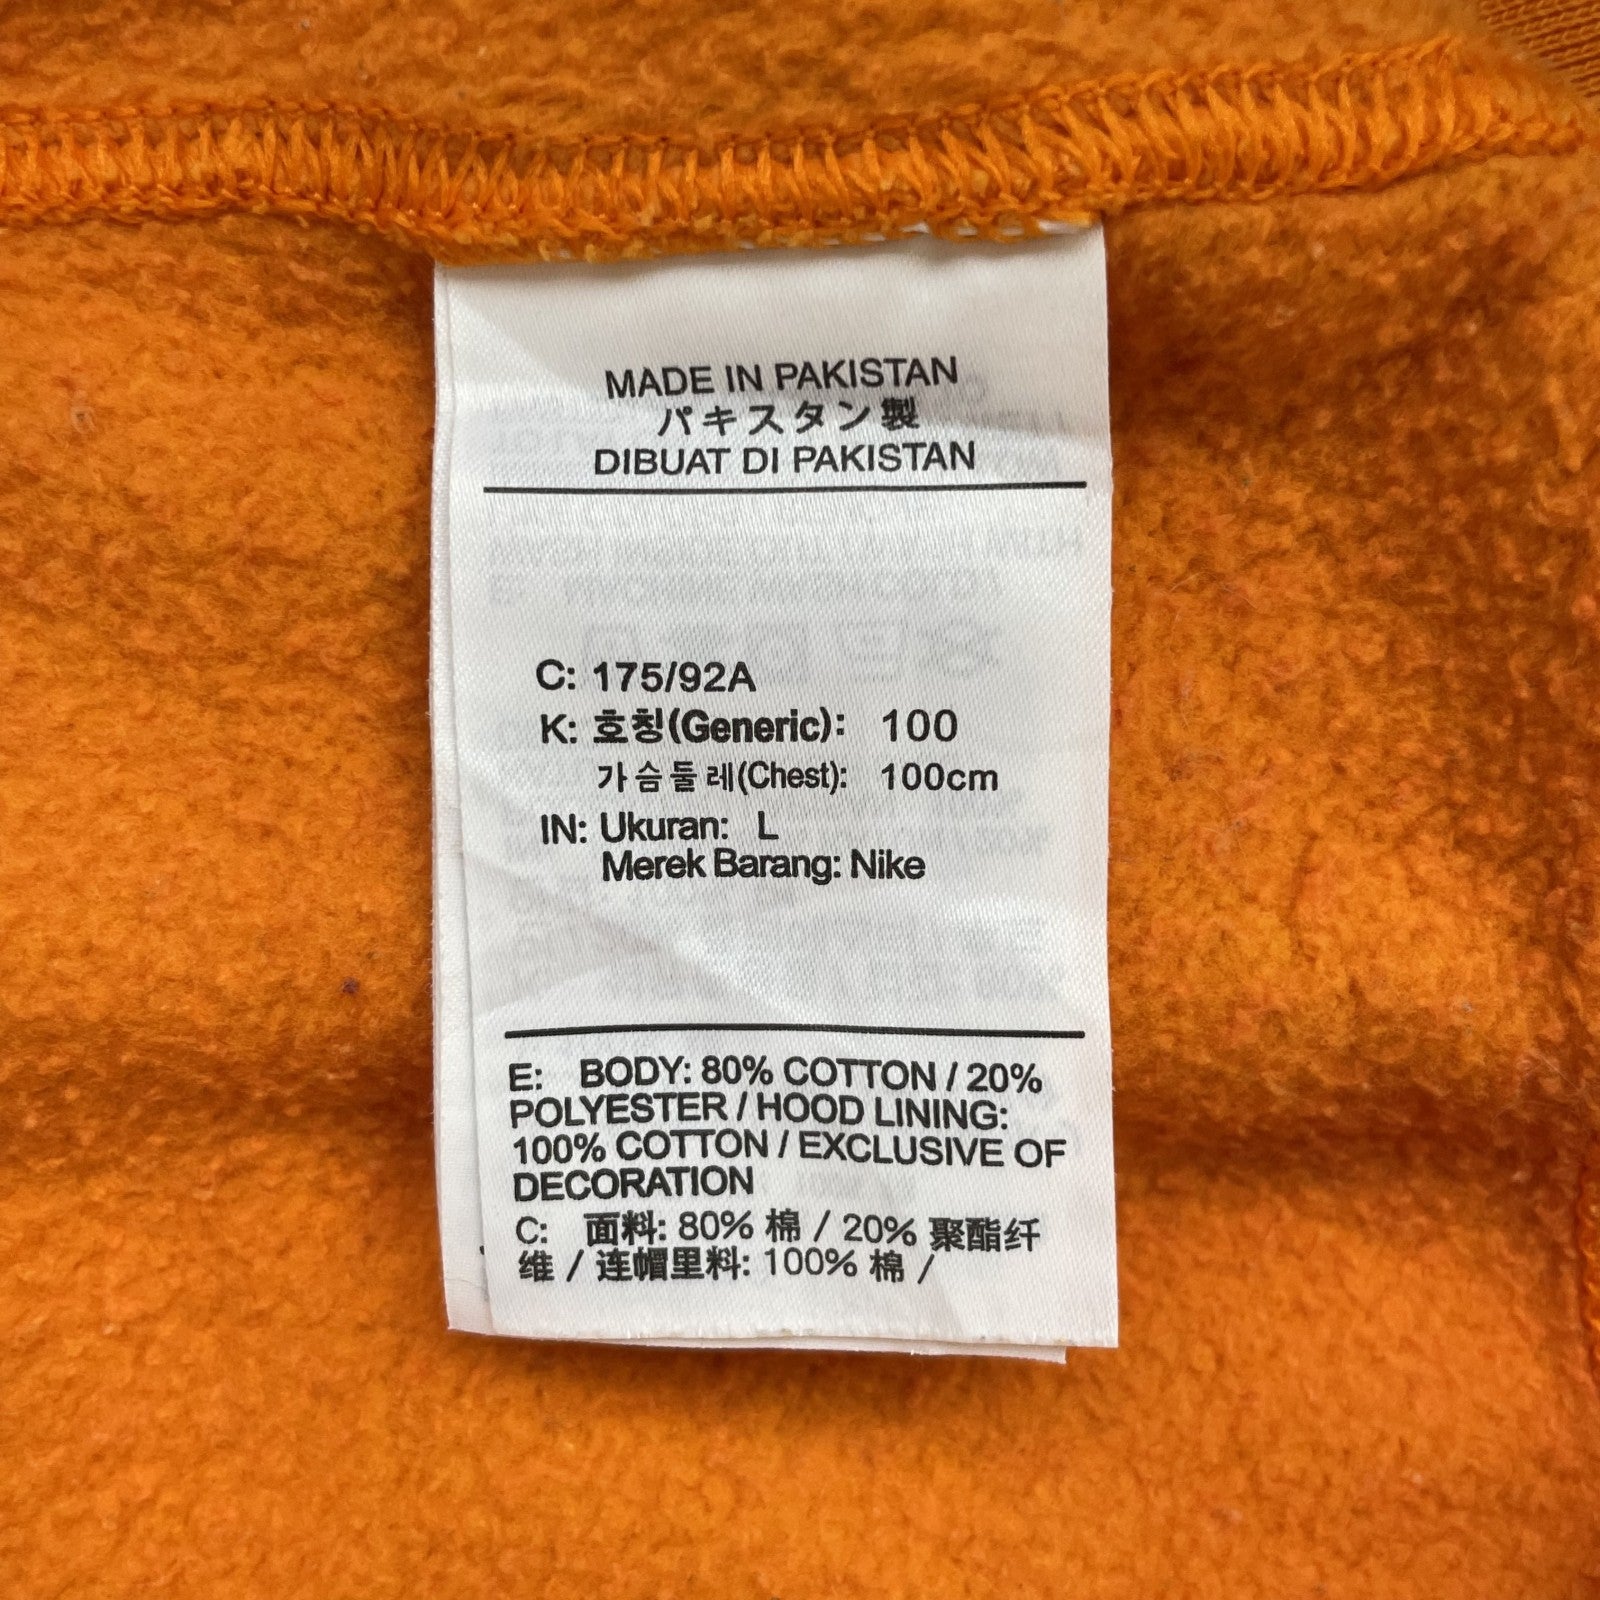 MADE IN PAKISTAN
パキスタン製
DIBUAT DI PAKISTAN
C: 175/92A
K: 호칭(Generic): 100
가슴둘레(Chest): 100cm
IN: Ukuran: L
Merek Barang: Nike
E: BODY: 80% COTTON / 20%
POLYESTER / HOOD LINING:
100% COTTON / EXCLUSIVE OF
DECORATION
C: 面料: 80% 棉 / 20% 聚酯纤
维 / 连帽里料: 100% 棉 /